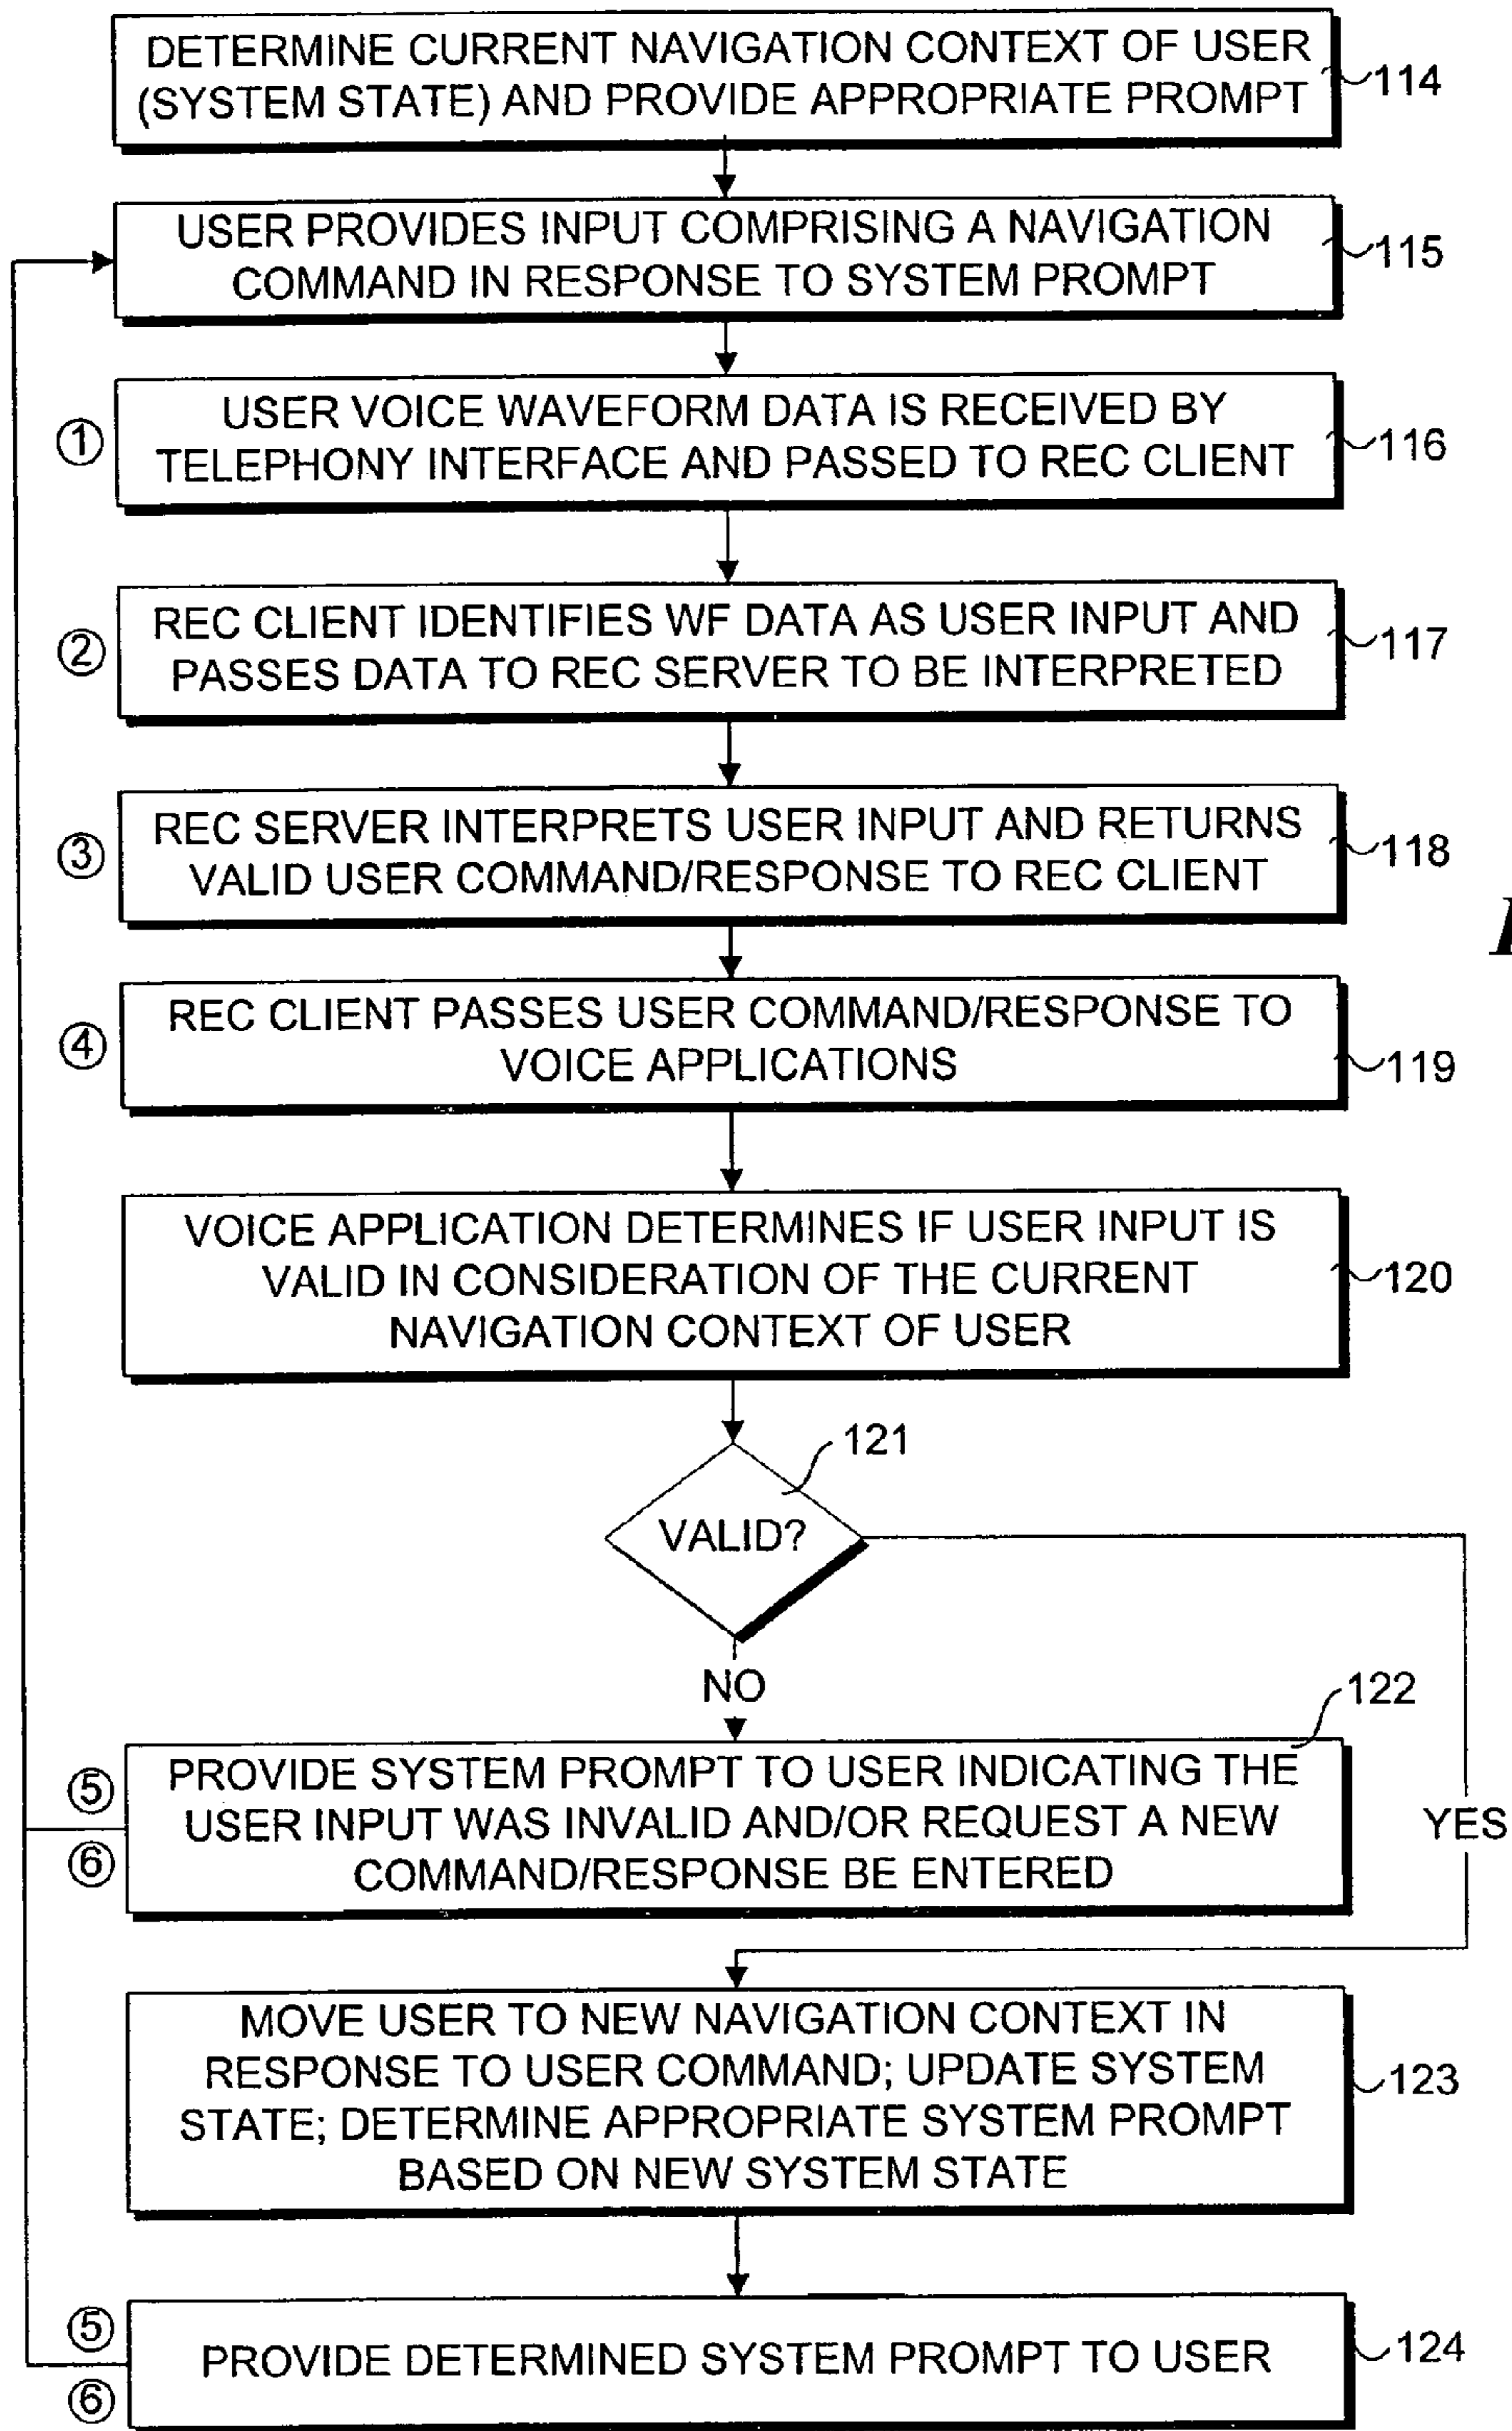 DETERMINE CURRENT NAVIGATION CONTEXT OF USER
(SYSTEM STATE) AND PROVIDE APPROPRIATE PROMPT
114
USER PROVIDES INPUT COMPRISING A NAVIGATION
COMMAND IN RESPONSE TO SYSTEM PROMPT
115
①
USER VOICE WAVEFORM DATA IS RECEIVED BY
TELEPHONY INTERFACE AND PASSED TO REC CLIENT
116
②
REC CLIENT IDENTIFIES WF DATA AS USER INPUT AND
PASSES DATA TO REC SERVER TO BE INTERPRETED
117
③
REC SERVER INTERPRETS USER INPUT AND RETURNS
VALID USER COMMAND/RESPONSE TO REC CLIENT
118
④
REC CLIENT PASSES USER COMMAND/RESPONSE TO
VOICE APPLICATIONS
119
VOICE APPLICATION DETERMINES IF USER INPUT IS
VALID IN CONSIDERATION OF THE CURRENT
NAVIGATION CONTEXT OF USER
120
121
VALID?
NO
YES
122
⑤
⑥
PROVIDE SYSTEM PROMPT TO USER INDICATING THE
USER INPUT WAS INVALID AND/OR REQUEST A NEW
COMMAND/RESPONSE BE ENTERED
MOVE USER TO NEW NAVIGATION CONTEXT IN
RESPONSE TO USER COMMAND; UPDATE SYSTEM
STATE; DETERMINE APPROPRIATE SYSTEM PROMPT
BASED ON NEW SYSTEM STATE
123
⑤
⑥
PROVIDE DETERMINED SYSTEM PROMPT TO USER
124